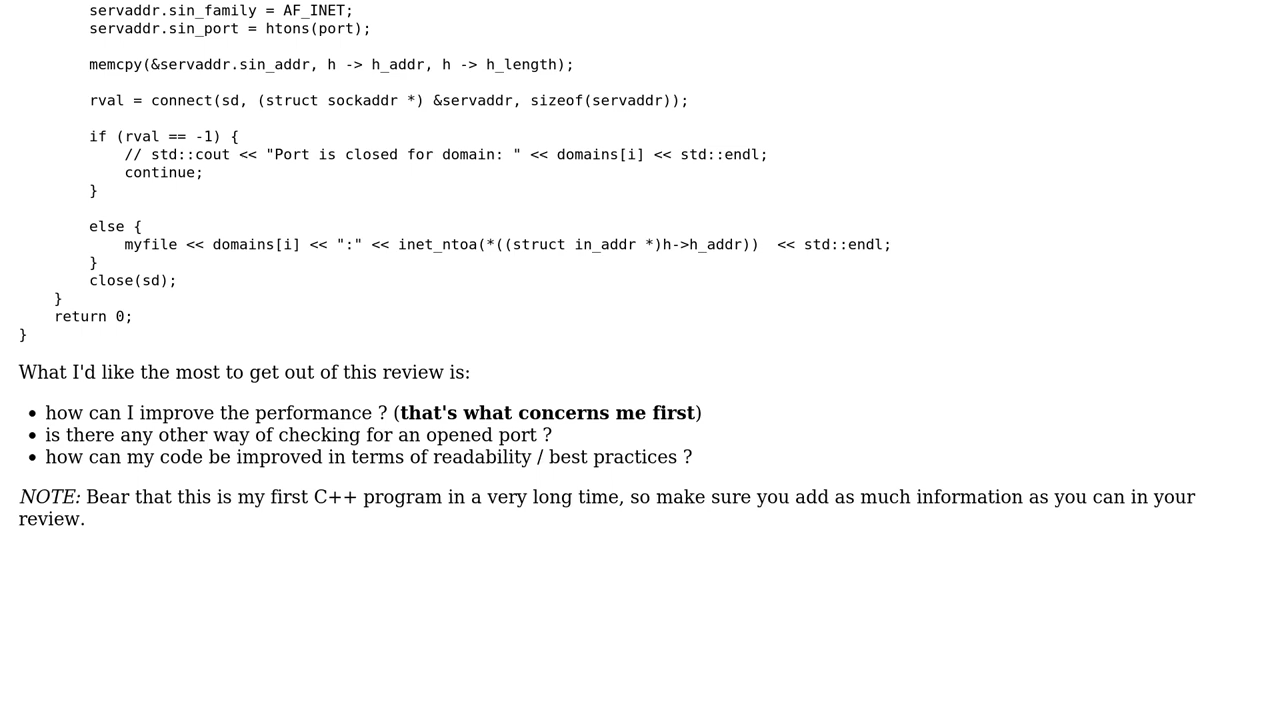 servaddr.sin_family = AF_INET;
        servaddr.sin_port = htons(port);

        memcpy(&servaddr.sin_addr, h -> h_addr, h -> h_length);

        rval = connect(sd, (struct sockaddr *) &servaddr, sizeof(servaddr));

        if (rval == -1) {
            // std::cout << "Port is closed for domain: " << domains[i] << std::endl;
            continue;
        }

        else {
            myfile << domains[i] << ":" << inet_ntoa(*((struct in_addr *)h->h_addr))  << std::endl;
        }
        close(sd);
    }
    return 0;
}
What I'd like the most to get out of this review is:
• how can I improve the performance ? (that's what concerns me first)
• is there any other way of checking for an opened port ?
• how can my code be improved in terms of readability / best practices ?
NOTE: Bear that this is my first C++ program in a very long time, so make sure you add as much information as you can in your
review.